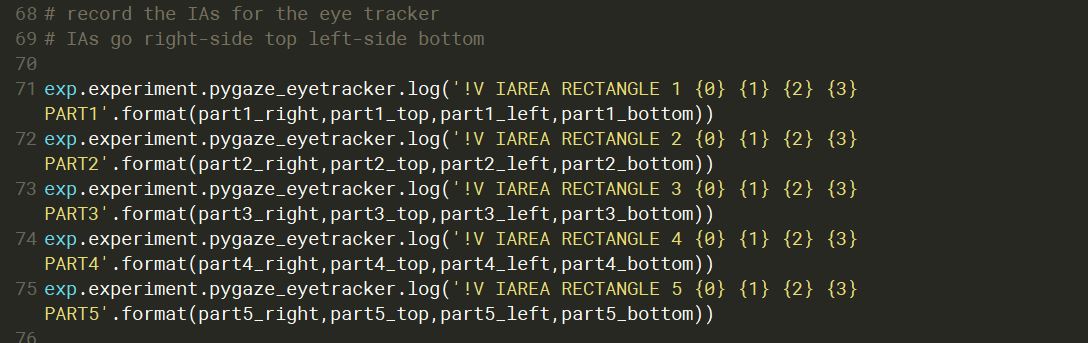 68 # record the IAs for the eye tracker
69 # IAs go right-side top left-side bottom
70
71 exp.experiment.pygaze_eyetracker.log('!V IAREA RECTANGLE 1 {0} {1} {2} {3}
PART1'.format(part1_right,part1_top,part1_left,part1_bottom))
72 exp.experiment.pygaze_eyetracker.log('!V IAREA RECTANGLE 2 {0} {1} {2} {3}
PART2'.format(part2_right,part2_top,part2_left,part2_bottom))
73 exp.experiment.pygaze_eyetracker.log('!V IAREA RECTANGLE 3 {0} {1} {2} {3}
PART3'.format(part3_right,part3_top,part3_left,part3_bottom))
74 exp.experiment.pygaze_eyetracker.log('!V IAREA RECTANGLE 4 {0} {1} {2} {3}
PART4'.format(part4_right,part4_top,part4_left,part4_bottom))
75 exp.experiment.pygaze_eyetracker.log('!V IAREA RECTANGLE 5 {0} {1} {2} {3}
PART5'.format(part5_right,part5_top,part5_left,part5_bottom))
76